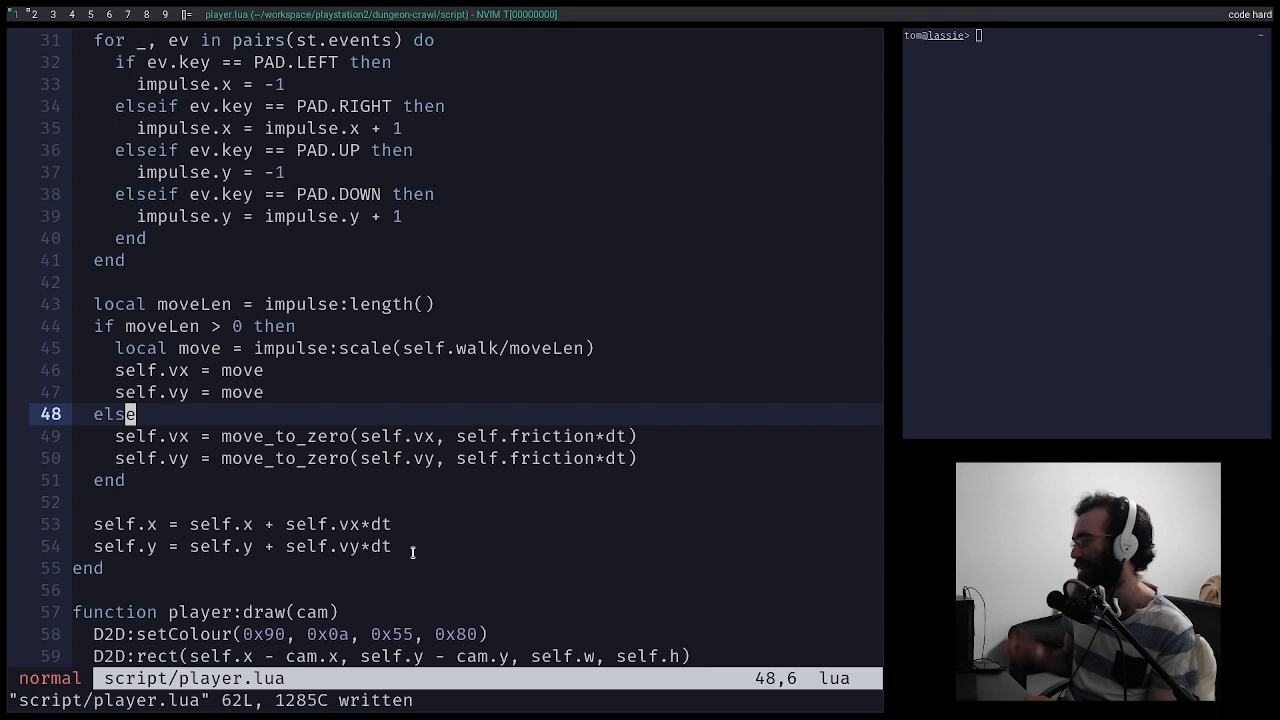 1 2 3 4 5 6 7 8 9 []= player.lua (~/workspace/playstation2/dungeon-crawl/script) - NVIM T[00000000] code hard
31 for _, ev in pairs(st.events) do
32 if ev.key == PAD.LEFT then
33 impulse.x = -1
34 elseif ev.key == PAD.RIGHT then
35 impulse.x = impulse.x + 1
36 elseif ev.key == PAD.UP then
37 impulse.y = -1
38 elseif ev.key == PAD.DOWN then
39 impulse.y = impulse.y + 1
40 end
41 end
42
43 local moveLen = impulse:length()
44 if moveLen > 0 then
45 local move = impulse:scale(self.walk/moveLen)
46 self.vx = move
47 self.vy = move
48 else
49 self.vx = move_to_zero(self.vx, self.friction*dt)
50 self.vy = move_to_zero(self.vy, self.friction*dt)
51 end
52
53 self.x = self.x + self.vx*dt
54 self.y = self.y + self.vy*dt
55 end
56
57 function player:draw(cam)
58 D2D:setColour(0x90, 0x0a, 0x55, 0x80)
59 D2D:rect(self.x - cam.x, self.y - cam.y, self.w, self.h)
normal script/player.lua 48,6 lua
"script/player.lua" 62L, 1285C written
tom@lassie> ~